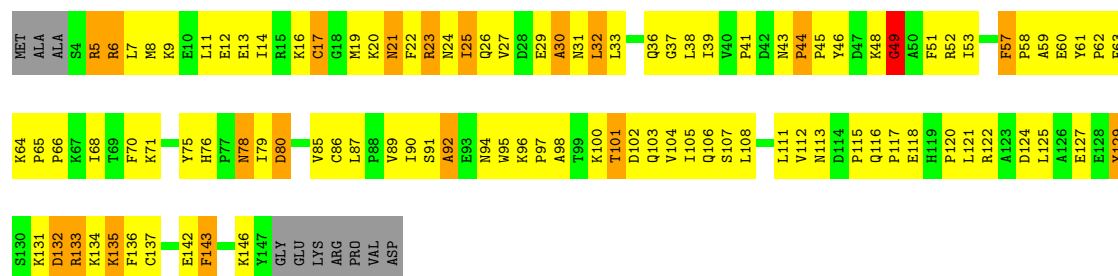 MET ALA ALA S4 R5 R6 L7 M8 K9 E10 L11 E12 E13 I14 R15 K16 C17 G18 M19 K20 N21 F22 R23 N24 I25 Q26 V27 D28 E29 A30 N31 L32 L33 Q36 G37 L38 I39 V40 P41 D42 N43 P44 P45 Y46 D47 K48 G49 A50 F51 R52 I53 F57 P58 A59 E60 Y61 P62 F63
K64 P65 P66 K67 I68 T69 F70 K71 Y75 H76 P77 N78 I79 D80 V85 C86 L87 P88 V89 I90 S91 A92 E93 N94 W95 K96 P97 A98 T99 K100 T101 D102 Q103 V104 I105 Q106 S107 L108 L111 V112 N113 D114 P115 Q116 P117 E118 H119 P120 L121 R122 A123 D124 L125 A126 E127 E128 Y129
S130 K131 D132 R133 K134 K135 F136 C137 E142 F143 K146 Y147 GLY GLU LYS ARG PRO VAL ASP